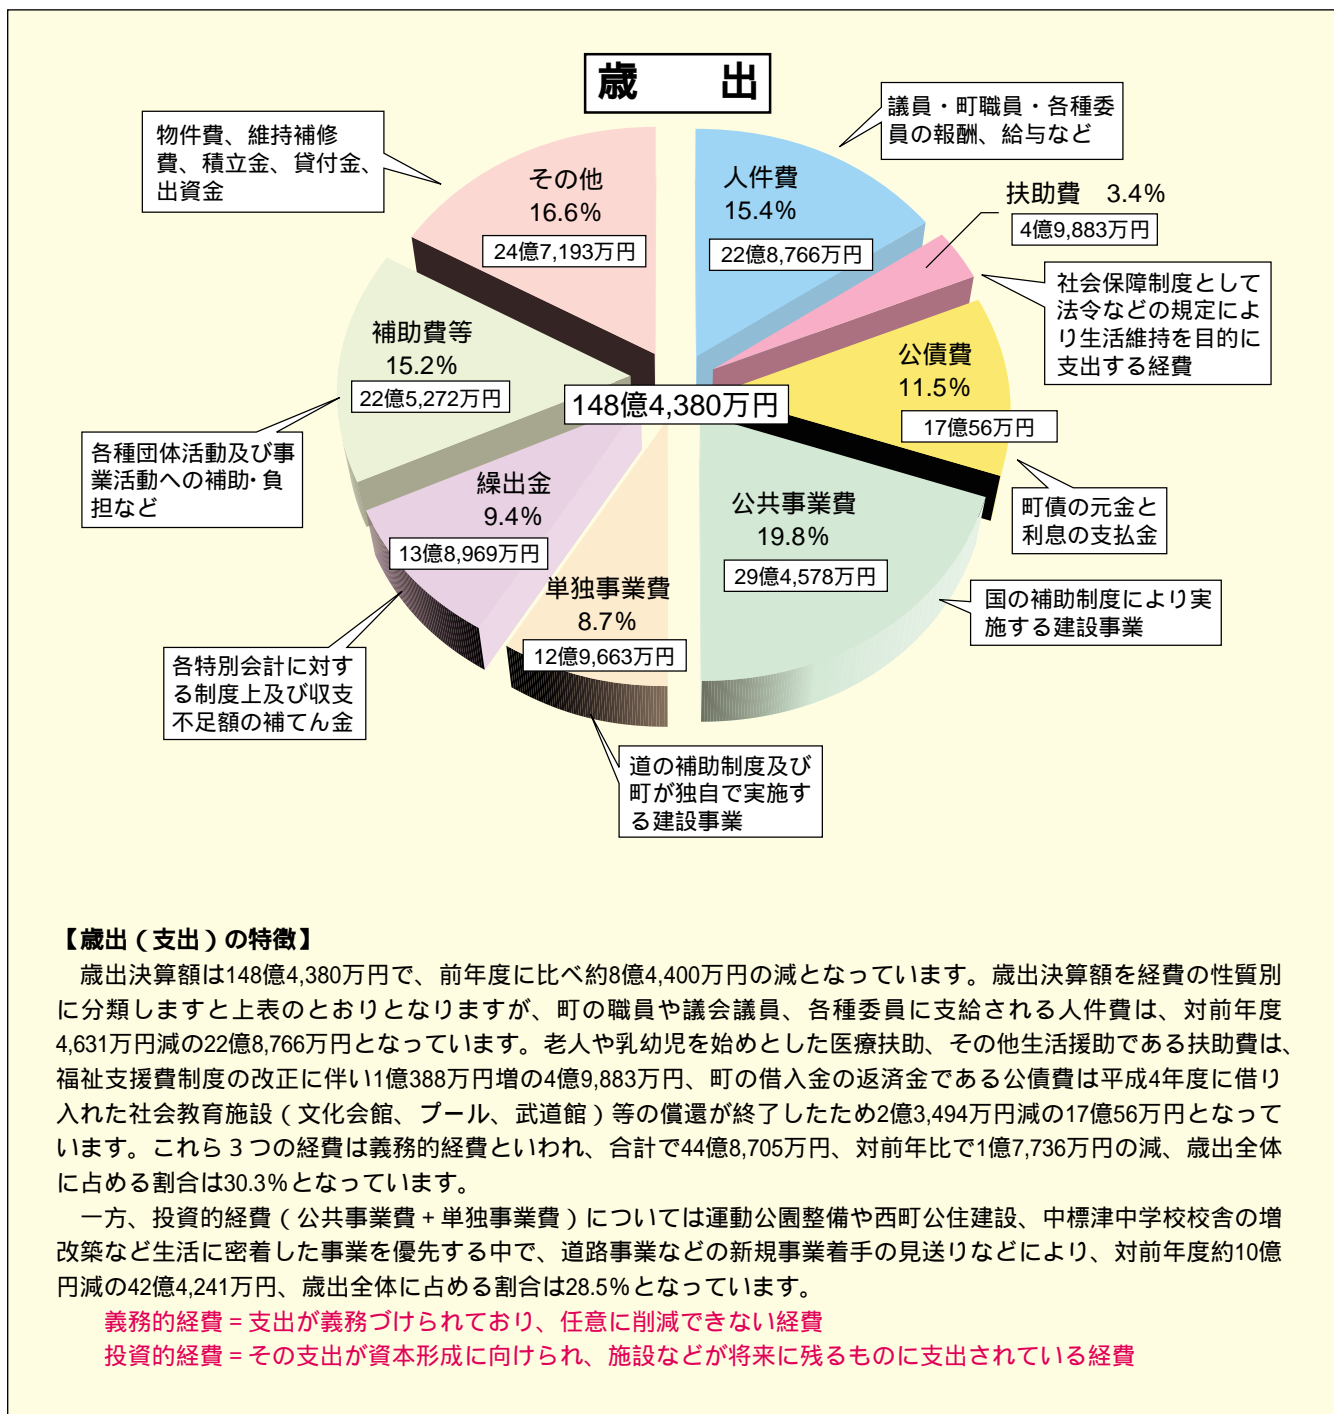 歳　出
議員・町職員・各種委
員の報酬、給与など
物件費、維持補修
費、積立金、貸付金、
出資金
その他
16.6%
24億7,193万円
人件費
15.4%
22億8,766万円
扶助費　3.4%
4億9,883万円
社会保障制度として
法令などの規定によ
り生活維持を目的に
支出する経費
補助費等
15.2%
22億5,272万円
公債費
11.5%
17億56万円
148億4,380万円
各種団体活動及び事
業活動への補助・負
担など
繰出金
9.4%
13億8,969万円
公共事業費
19.8%
29億4,578万円
町債の元金と
利息の支払金
単独事業費
8.7%
12億9,663万円
国の補助制度により実
施する建設事業
各特別会計に対す
る制度上及び収支
不足額の補てん金
道の補助制度及び
町が独自で実施す
る建設事業
【歳出（支出）の特徴】
歳出決算額は148億4,380万円で、前年度に比べ約8億4,400万円の減となっています。歳出決算額を経費の性質別
に分類しますと上表のとおりとなりますが、町の職員や議会議員、各種委員に支給される人件費は、対前年度
4,631万円減の22億8,766万円となっています。老人や乳幼児を始めとした医療扶助、その他生活援助である扶助費は、
福祉支援費制度の改正に伴い1億388万円増の4億9,883万円、町の借入金の返済金である公債費は平成4年度に借り
入れた社会教育施設（文化会館、プール、武道館）等の償還が終了したため2億3,494万円減の17億56万円となって
います。これら３つの経費は義務的経費といわれ、合計で44億8,705万円、対前年比で1億7,736万円の減、歳出全体
に占める割合は30.3%となっています。
一方、投資的経費（公共事業費＋単独事業費）については運動公園整備や西町公住建設、中標津中学校校舎の増
改築など生活に密着した事業を優先する中で、道路事業などの新規事業着手の見送りなどにより、対前年度約10億
円減の42億4,241万円、歳出全体に占める割合は28.5%となっています。
義務的経費＝支出が義務づけられており、任意に削減できない経費
投資的経費＝その支出が資本形成に向けられ、施設などが将来に残るものに支出されている経費